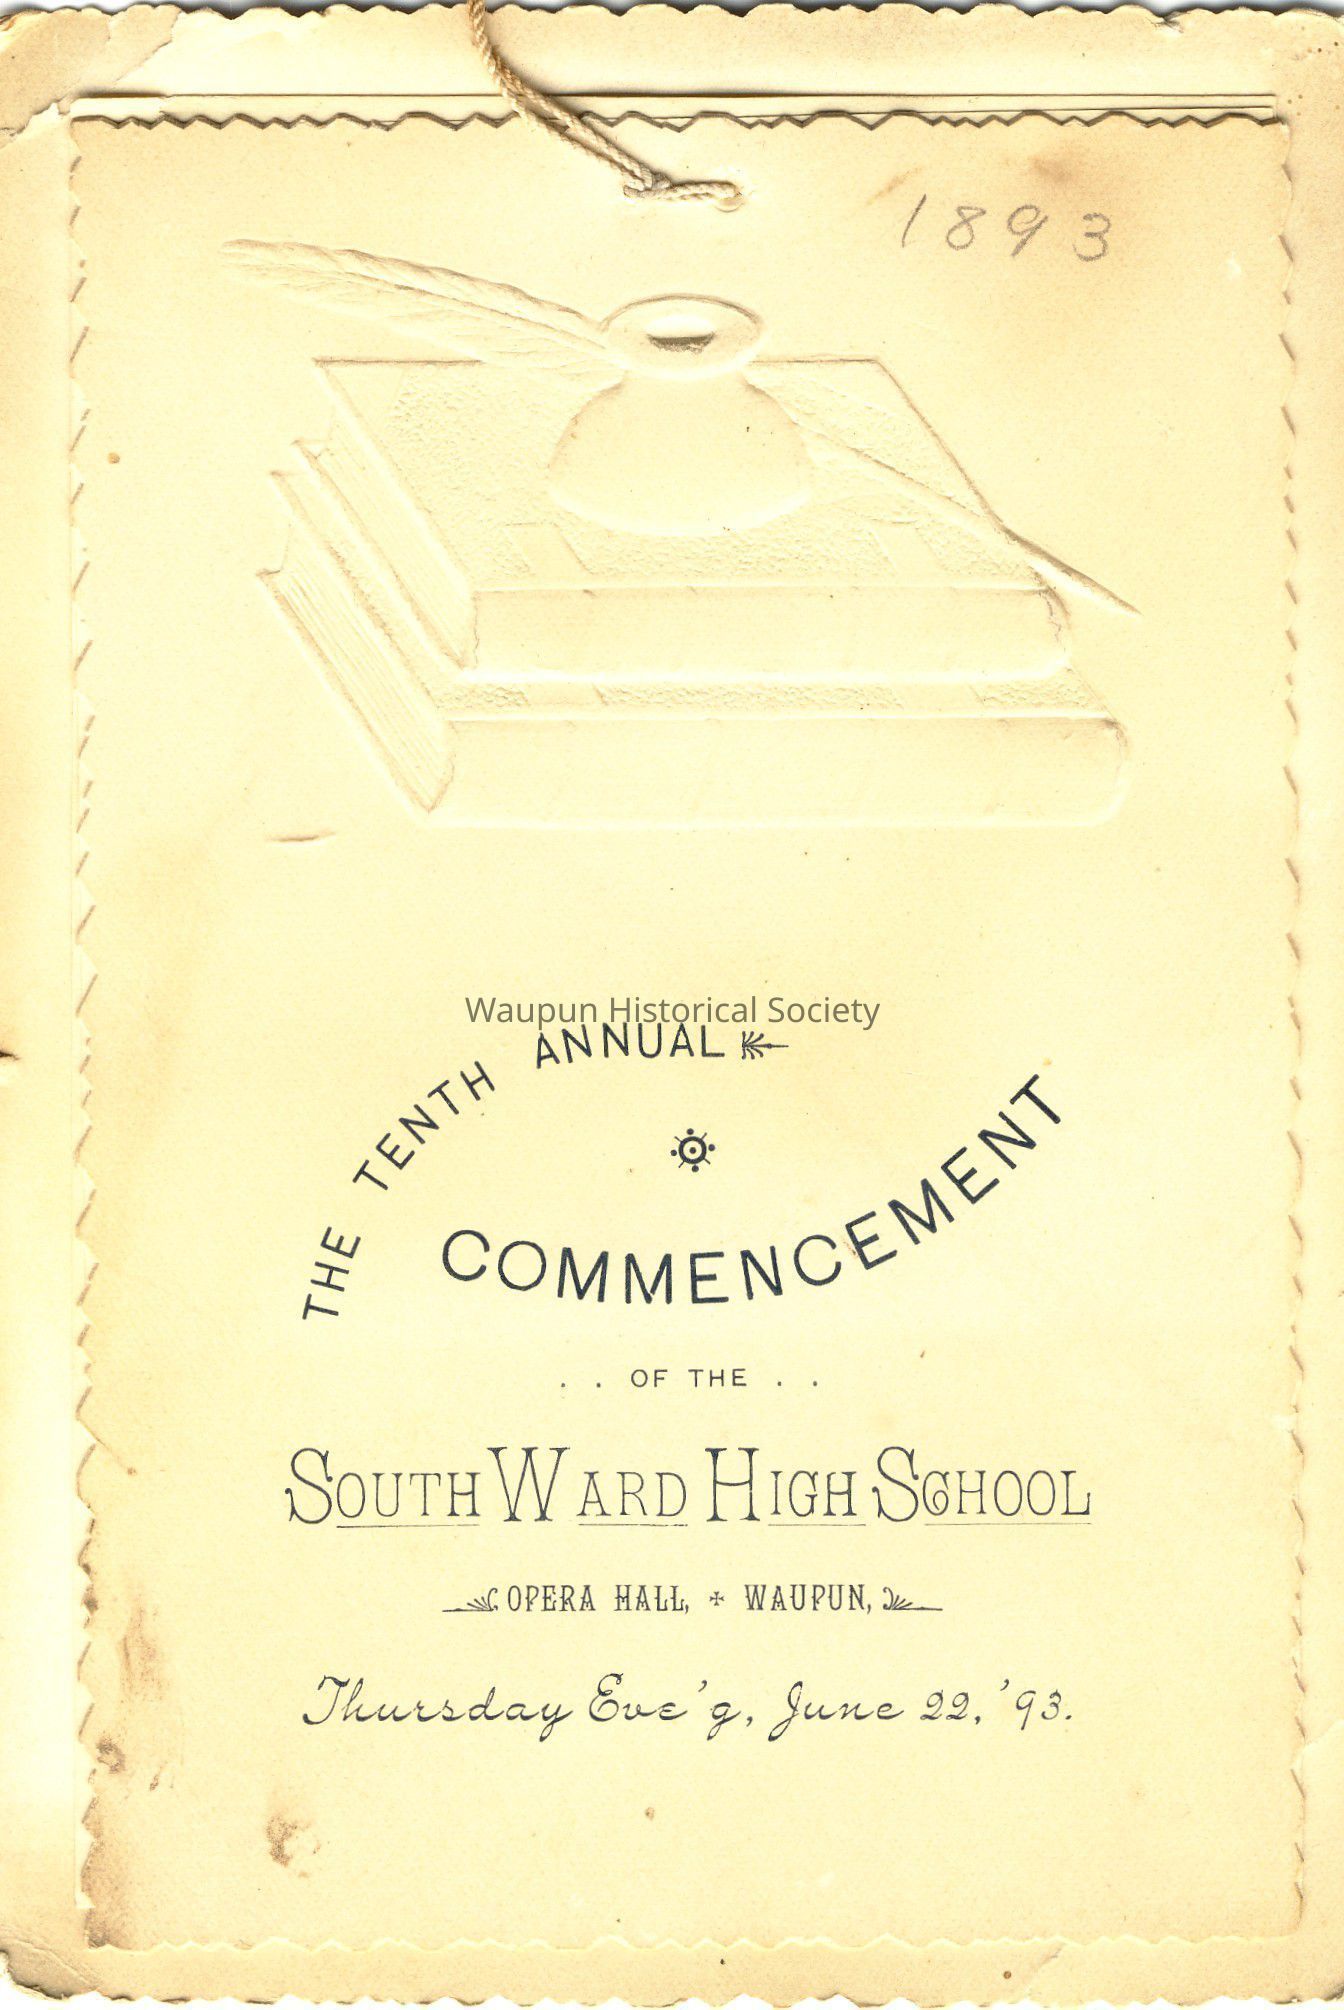 1893
Waupun Historical Society
THE TENTH ANNUAL
COMMENCEMENT
. . OF THE . .
SOUTH WARD HIGH SCHOOL
OPERA HALL, WAUPUN,
Thursday Eve'g, June 22, '93.